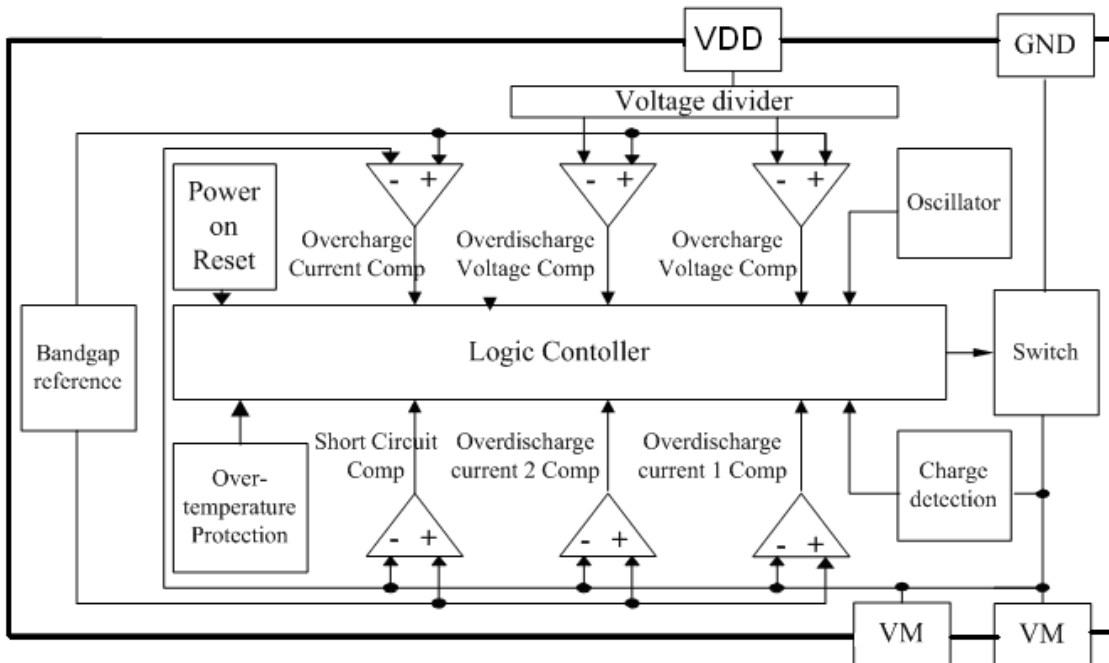 VDD
GND
Voltage divider
- +
- +
- +
Power
on
Reset
Oscillator
Overcharge
Current Comp
Overdischarge
Voltage Comp
Overcharge
Voltage Comp
Bandgap
reference
Logic Contoller
Switch
Over-
temperature
Protection
Short Circuit
Comp
Overdischarge
current 2 Comp
Overdischarge
current 1 Comp
Charge
detection
- +
- +
- +
VM
VM